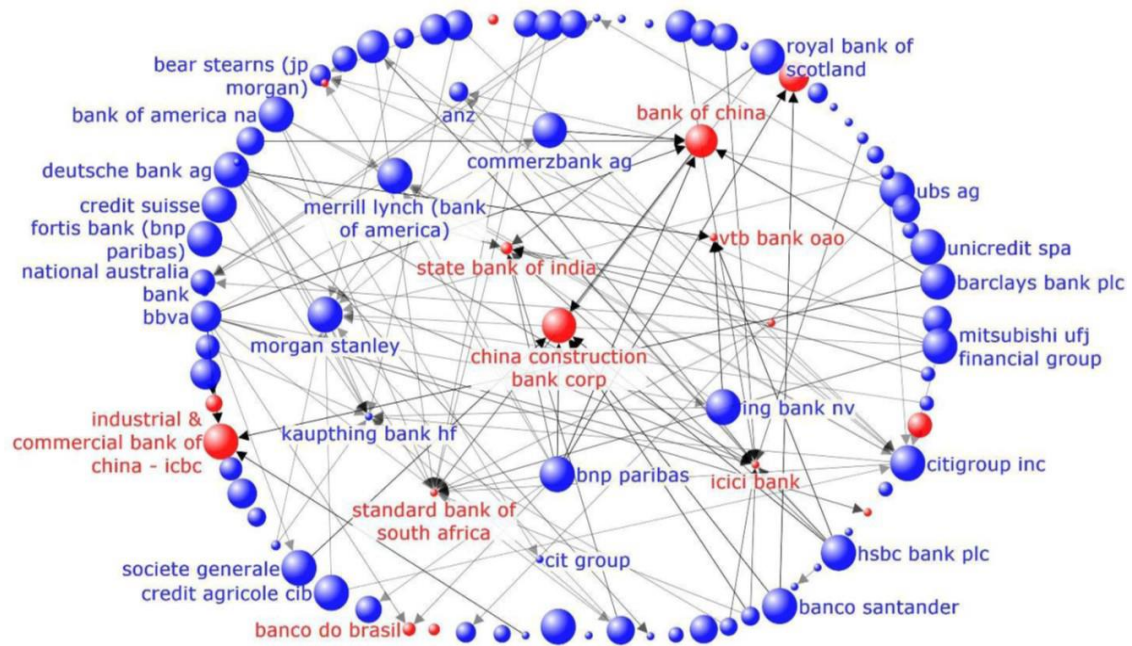 royal bank of
scotland
bear stearns (jp
morgan)
bank of america na
anz
bank of china
commerzbank ag
deutsche bank ag
ubs ag
credit suisse
merrill lynch (bank
of america)
fortis bank (bnp
paribas)
vtb bank oao
unicredit spa
state bank of india
national australia
bank
barclays bank plc
bbva
morgan stanley
mitsubishi ufj
financial group
china construction
bank corp
industrial &
commercial bank of
china - icbc
kaupthing bank hf
ing bank nv
citigroup inc
bnp paribas
icici bank
standard bank of
south africa
hsbc bank plc
cit group
societe generale
credit agricole cib
banco santander
banco do brasil